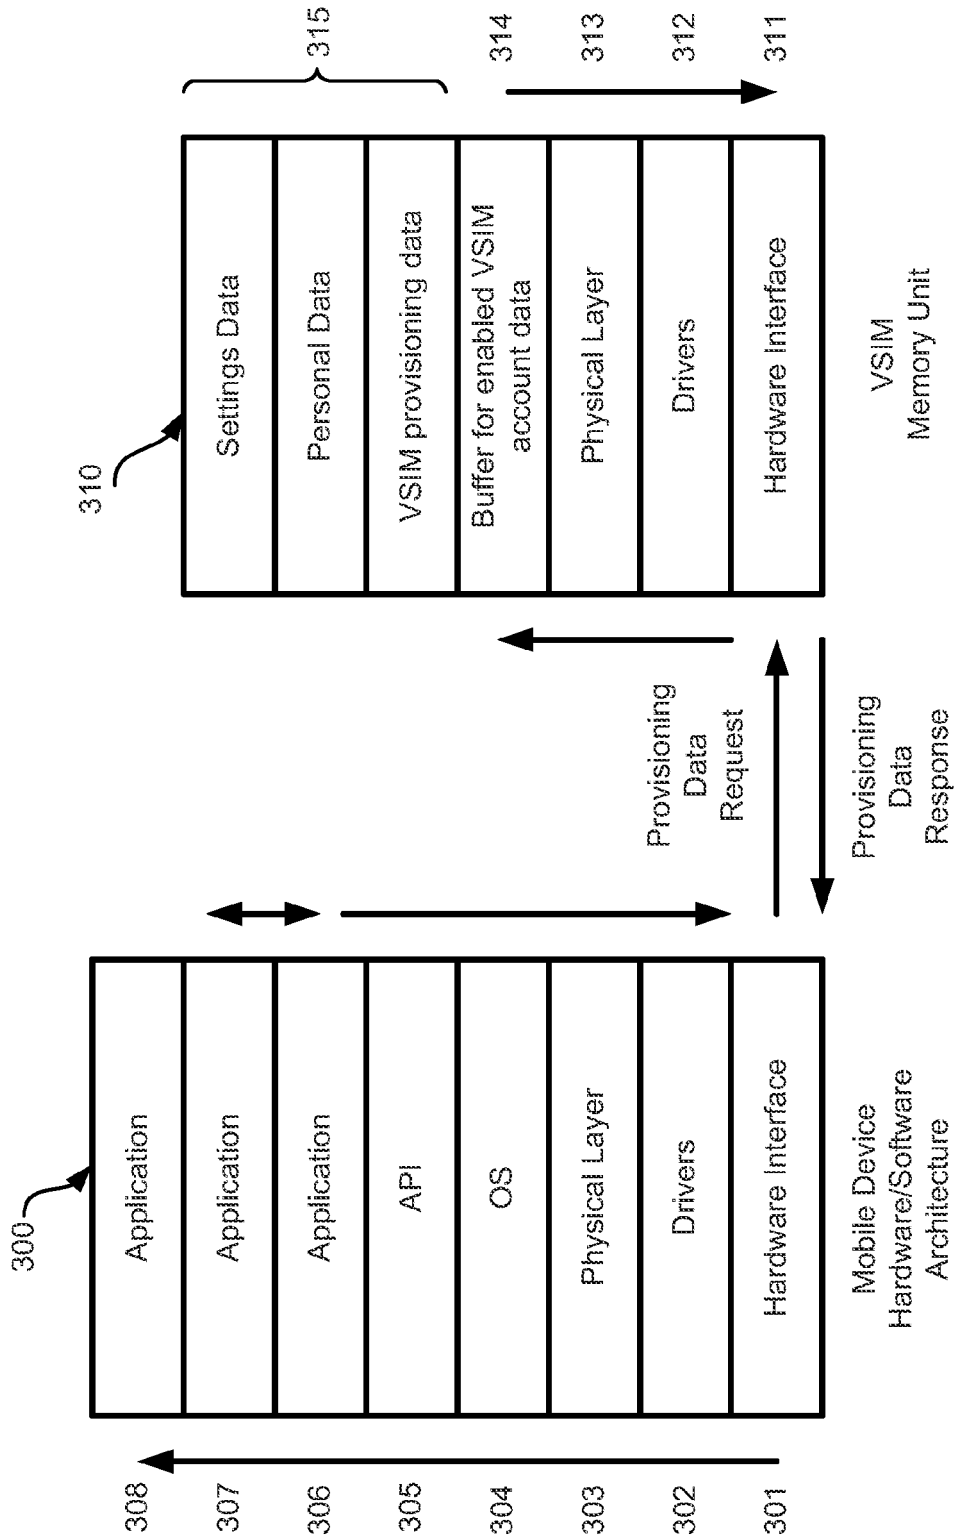 300
308
Application
307
Application
306
Application
305
API
304
OS
303
Physical Layer
302
Drivers
301
Hardware Interface
Mobile Device
Hardware/Software
Architecture
Provisioning
Data
Request
Provisioning
Data
Response
310
Settings Data
Personal Data
VSIM provisioning data
315
Buffer for enabled VSIM
account data
314
Physical Layer
313
Drivers
312
Hardware Interface
311
VSIM
Memory Unit